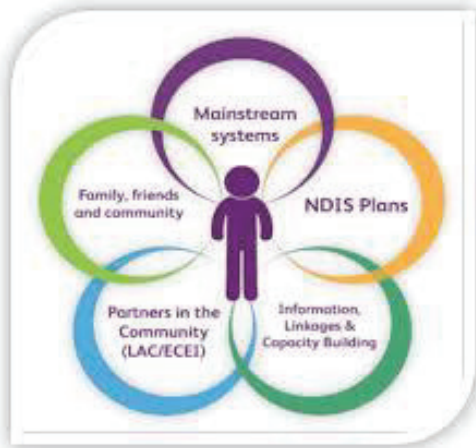 Mainstream
systems
Family, friends
and community
NDIS Plans
Partners in the
Community
(LAC/ECEI)
Information,
Linkages &
Capacity Building